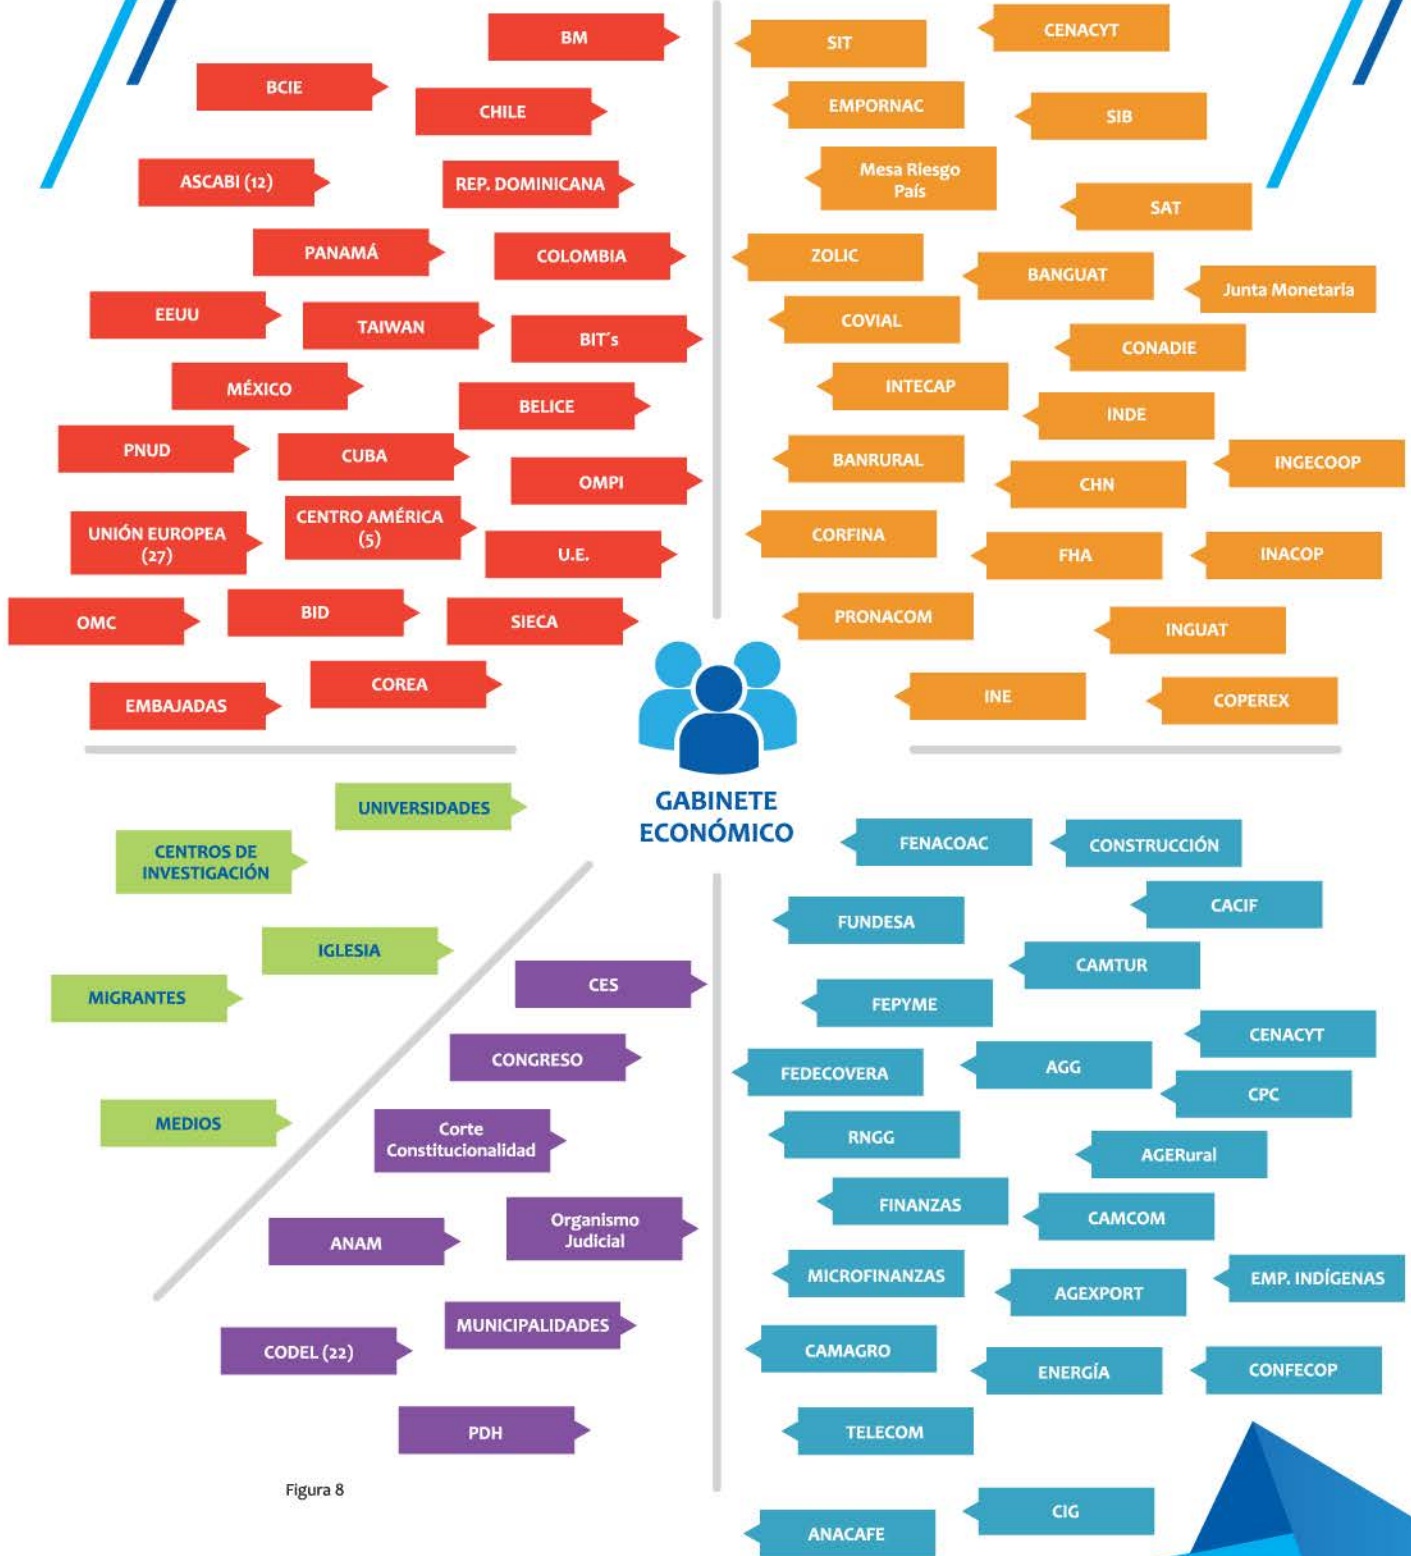 BM
BCIE
CHILE
ASCABI (12)
REP. DOMINICANA
PANAMÁ
COLOMBIA
EEUU
TAIWAN
BIT´s
MÉXICO
BELICE
PNUD
CUBA
OMPI
UNIÓN EUROPEA
(27)
CENTRO AMÉRICA
(5)
U.E.
OMC
BID
SIECA
EMBAJADAS
COREA
SIT
CENACYT
EMPORNAC
SIB
Mesa Riesgo
País
SAT
ZOLIC
BANGUAT
Junta Monetaria
COVIAL
CONADIE
INTECAP
INDE
BANRURAL
INGECOOP
CHN
CORFINA
FHA
INACOP
PRONACOM
INGUAT
INE
COPEREX
GABINETE
ECONÓMICO
UNIVERSIDADES
CENTROS DE
INVESTIGACIÓN
IGLESIA
MIGRANTES
MEDIOS
CES
CONGRESO
Corte
Constitucionalidad
Organismo
Judicial
ANAM
MUNICIPALIDADES
CODEL (22)
PDH
FENACOAC
CONSTRUCCIÓN
CACIF
FUNDESA
CAMTUR
FEPYME
CENACYT
FEDECOVERA
AGG
CPC
RNGG
AGERural
FINANZAS
CAMCOM
MICROFINANZAS
AGEXPORT
EMP. INDÍGENAS
CAMAGRO
ENERGÍA
CONFECOP
TELECOM
CIG
ANACAFE
Figura 8